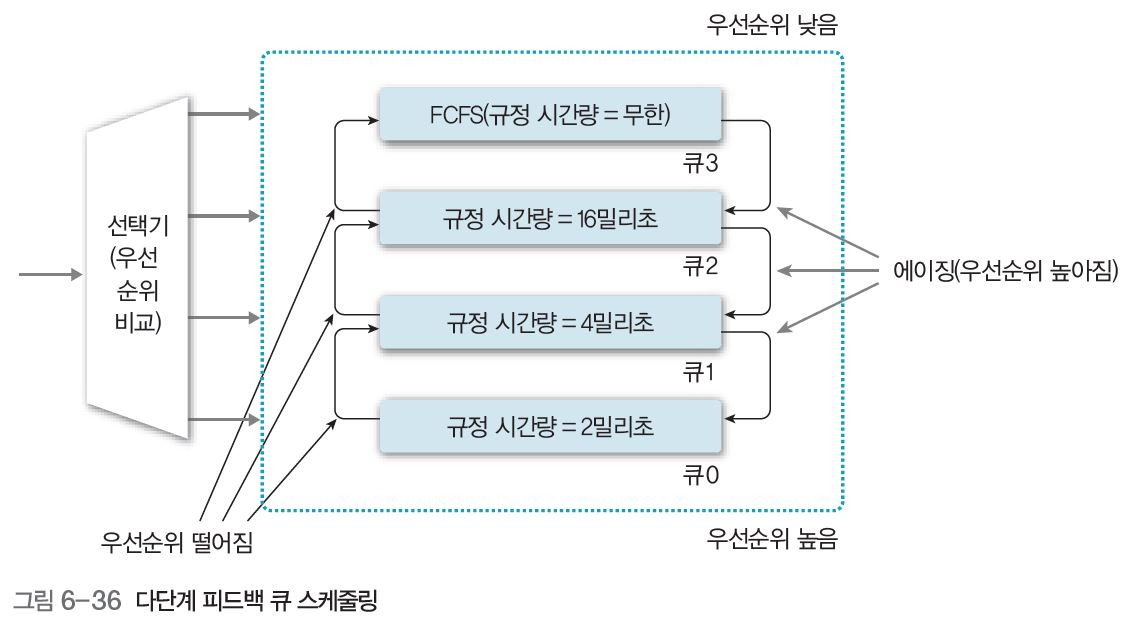 우선순위 낮음
FCFS(규정 시간량 = 무한)
큐3
선택기
(우선
순위
비교)
규정 시간량 = 16밀리초
큐2
에이징(우선순위 높아짐)
규정 시간량 = 4밀리초
큐1
규정 시간량 = 2밀리초
큐0
우선순위 떨어짐
우선순위 높음
그림 6-36 다단계 피드백 큐 스케줄링